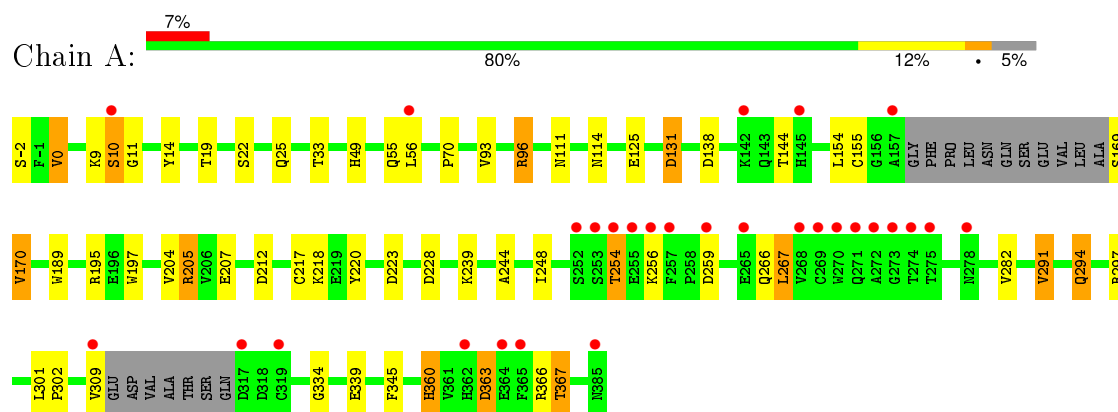 7%
Chain A:
80% 12% • 5%
S-2 F-1 V0 K9 S10 G11 Y14 T19 S22 Q25 T33 H49 Q55 L56 P70 V93 R96 N111 N114 E125 D131 D138 K142 Q143 T144 H145 L154 C155 G156 A157 GLY PHE PRO LEU ASN GLN SER GLU VAL LEU ALA S169
V170 W189 R195 E196 W197 V204 R205 V206 E207 D212 C217 K218 E219 Y220 D223 D228 K239 A244 I248 S252 S253 T254 E255 K256 F257 P258 D259 E265 Q266 L267 V268 C269 W270 Q271 A272 G273 T274 T275 N278 V282 V291 Q294
L301 P302 V309 GLU ASP VAL ALA THR SER GLN D317 D318 C319 G334 E339 F345 H360 V361 H362 D363 E364 F365 R366 T367 N385